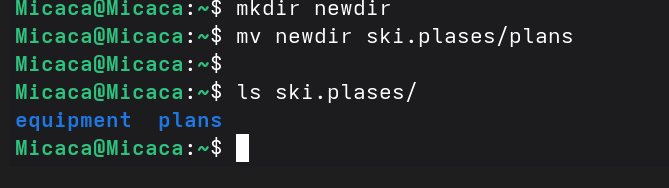 Micaca@Micaca:~$ mkdir newdir
Micaca@Micaca:~$ mv newdir ski.plases/plans
Micaca@Micaca:~$
Micaca@Micaca:~$ ls ski.plases/
equipment  plans
Micaca@Micaca:~$